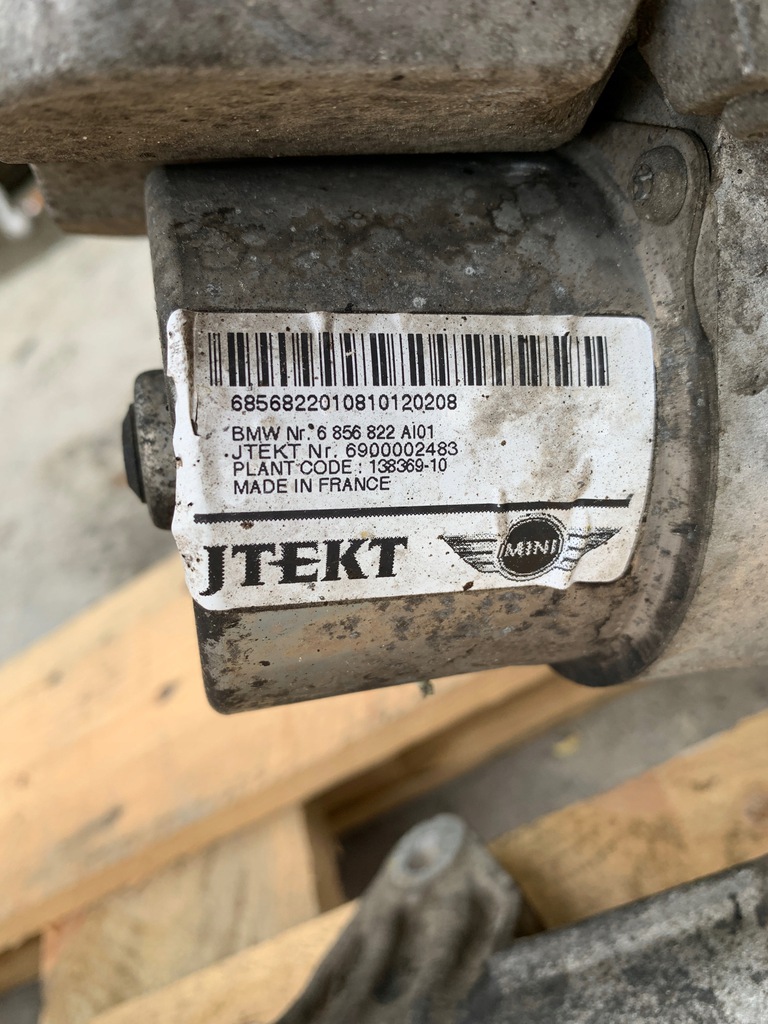 6856822010810120208
BMW Nr. 6 856 822 AI01
JTEKT Nr. 6900002483
PLANT CODE : 138369-10
MADE IN FRANCE
JTEKT
MINI